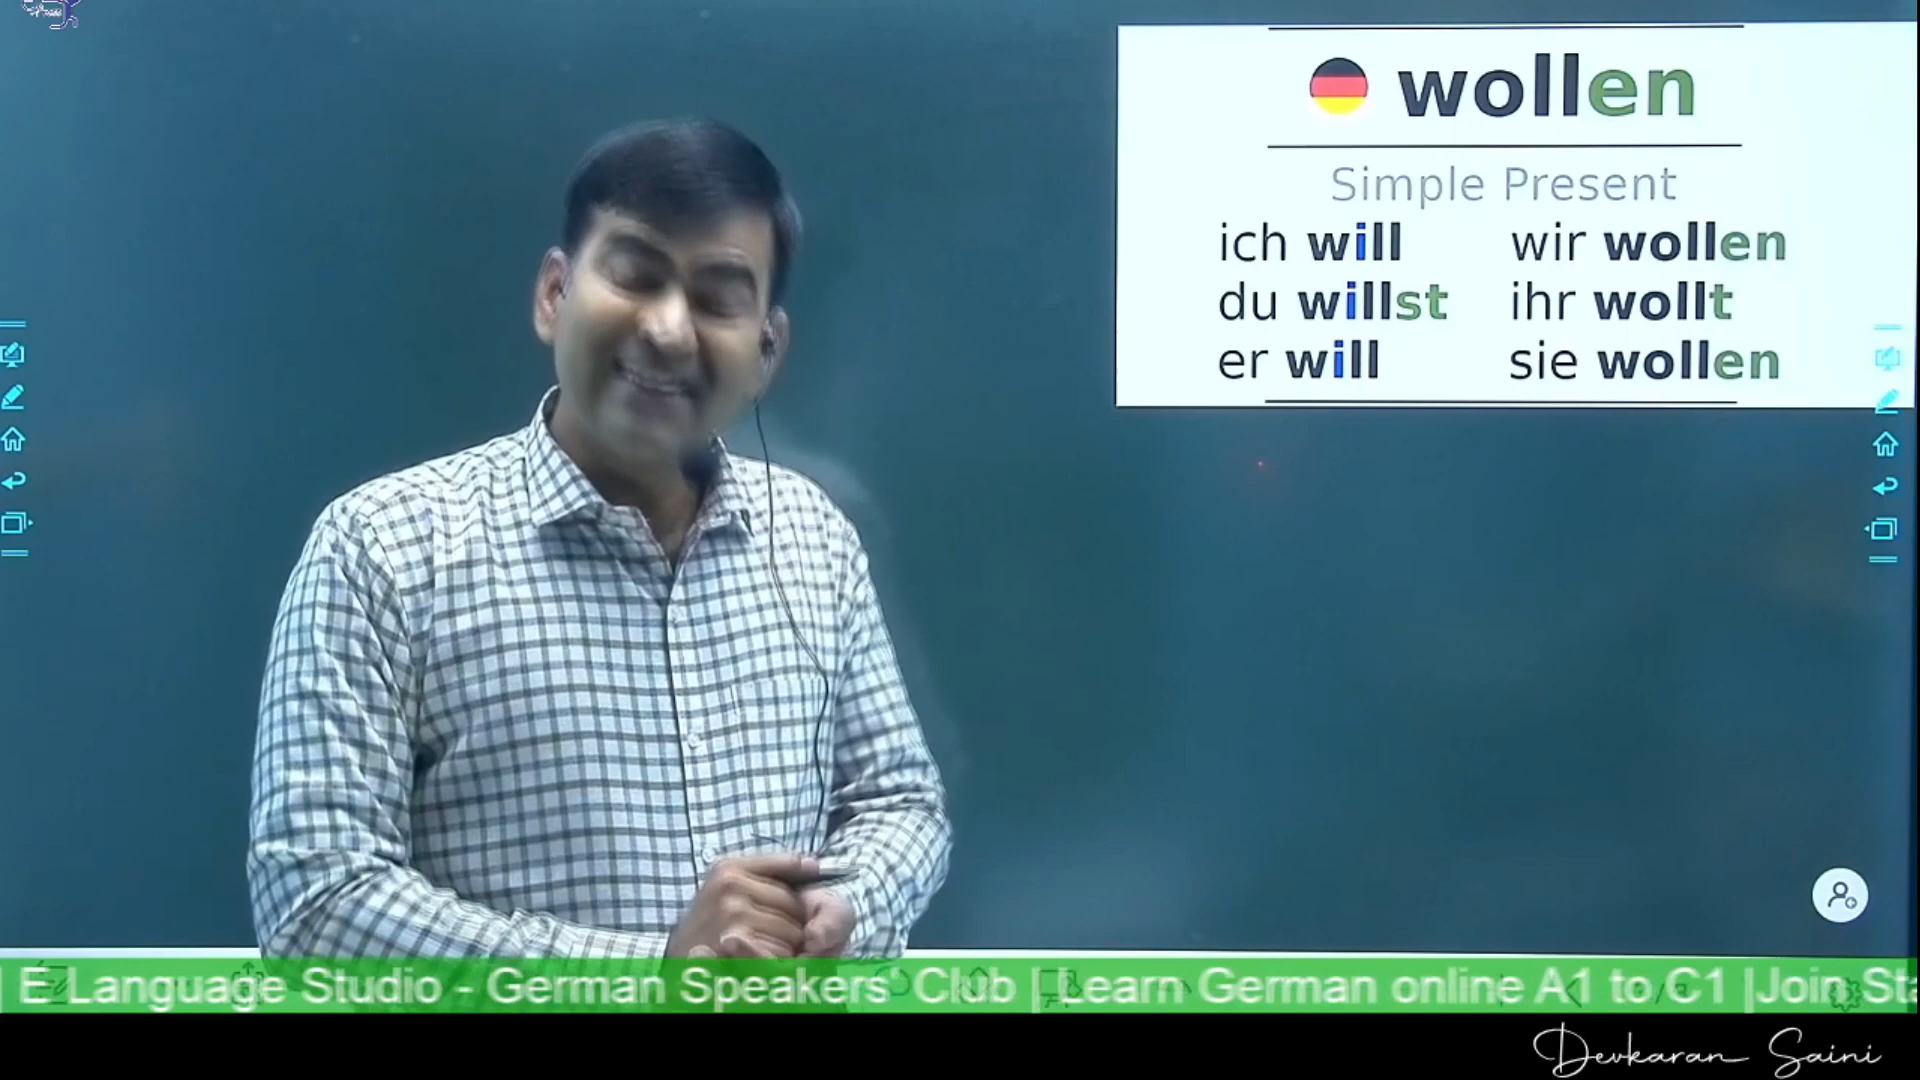 wollen
Simple Present
ich will
wir wollen
du willst
ihr wollt
er will
sie wollen
| E Language Studio - German Speakers' Club | Learn German online A1 to C1 |Join Sta
Devkaran Saini